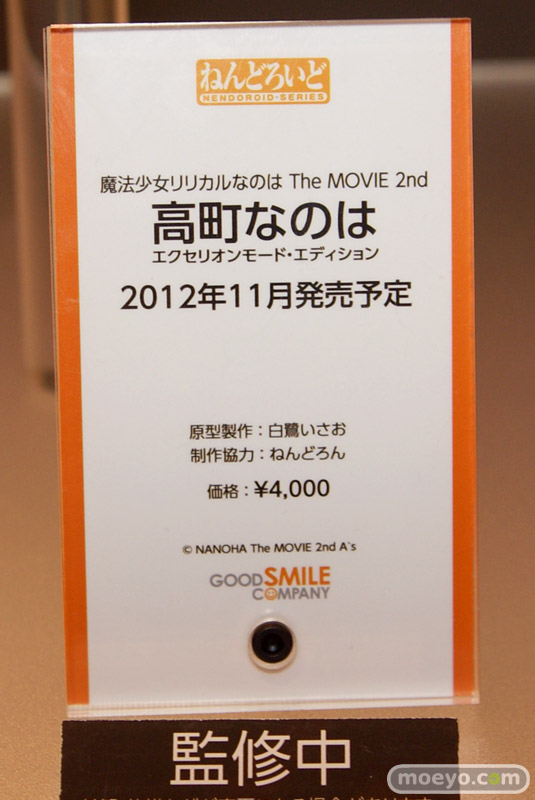 ねんどろいど
NENDOROID-SERIES
魔法少女リリカルなのは The MOVIE 2nd
高町なのは
エクセリオンモード・エディション
2012年11月発売予定
原型製作：白鷺いさお
制作協力：ねんどろん
価格：¥4,000
© NANOHA The MOVIE 2nd A's
GOOD SMILE
COMPANY
監修中
moeyo.com